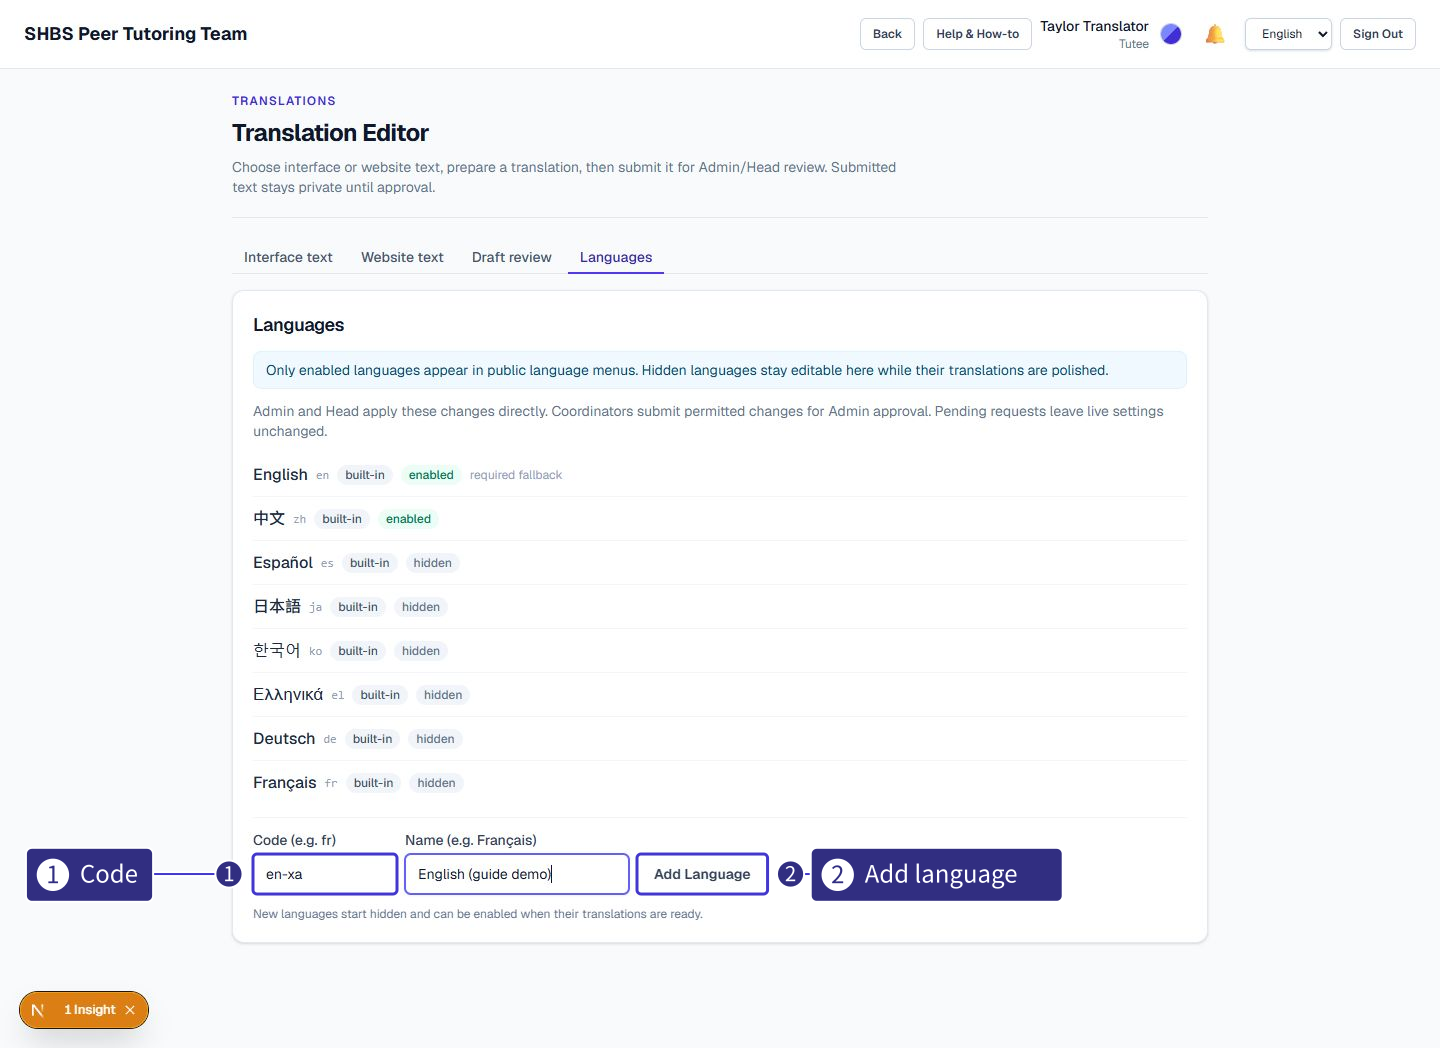 SHBS Peer Tutoring Team
Back
Help & How-to
Taylor Translator
Tutee
English
Sign Out
TRANSLATIONS
Translation Editor
Choose interface or website text, prepare a translation, then submit it for Admin/Head review. Submitted
text stays private until approval.
Interface text
Website text
Draft review
Languages
Languages
Only enabled languages appear in public language menus. Hidden languages stay editable here while their translations are polished.
Admin and Head apply these changes directly. Coordinators submit permitted changes for Admin approval. Pending requests leave live settings
unchanged.
English en built-in enabled required fallback
中文 zh built-in enabled
Español es built-in hidden
日本語 ja built-in hidden
한국어 ko built-in hidden
Ελληνικά el built-in hidden
Deutsch de built-in hidden
Français fr built-in hidden
Code (e.g. fr)
Name (e.g. Français)
1 Code
1
en-xa
English (guide demo)
Add Language
2
2 Add language
New languages start hidden and can be enabled when their translations are ready.
N 1 Insight